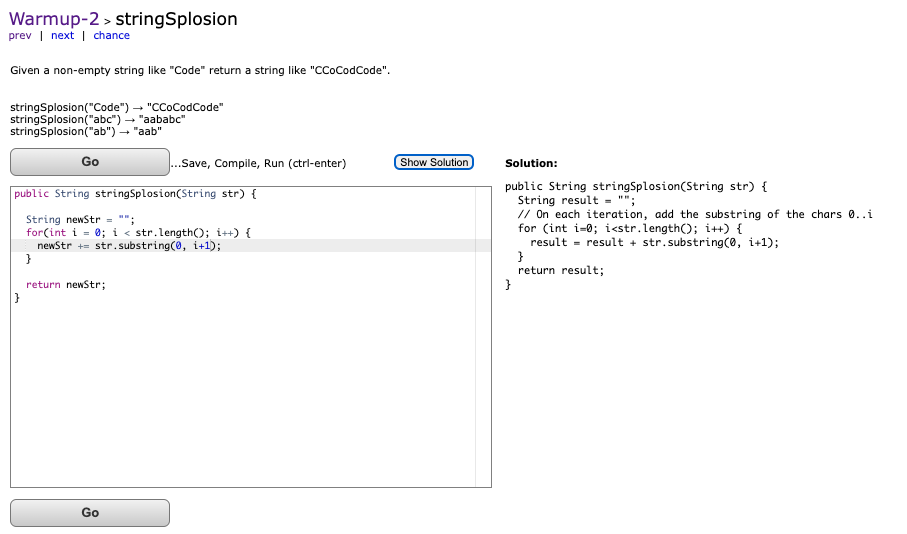 Warmup-2 > stringSplosion
prev | next | chance
Given a non-empty string like "Code" return a string like "CCoCodCode".
stringSplosion("Code") → "CCoCodCode"
stringSplosion("abc") → "aababc"
stringSplosion("ab") → "aab"
Go
...Save, Compile, Run (ctrl-enter)
Show Solution
public String stringSplosion(String str) {
String newStr = "";
for(int i = 0; i < str.length(); i++) {
newStr += str.substring(0, i+1);
}
return newStr;
}
Go
Solution:
public String stringSplosion(String str) {
String result = "";
// On each iteration, add the substring of the chars 0..i
for (int i=0; i<str.length(); i++) {
result = result + str.substring(0, i+1);
}
return result;
}